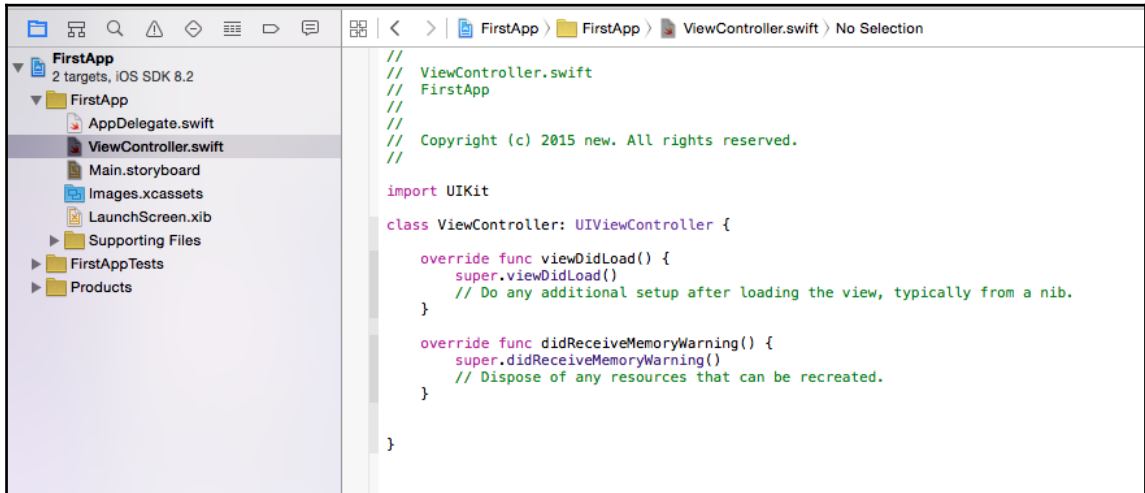 FirstApp
2 targets, iOS SDK 8.2
FirstApp
AppDelegate.swift
ViewController.swift
Main.storyboard
Images.xcassets
LaunchScreen.xib
Supporting Files
FirstAppTests
Products
FirstApp 〉 FirstApp 〉 ViewController.swift 〉 No Selection
//
//  ViewController.swift
//  FirstApp
//
//
//  Copyright (c) 2015 new. All rights reserved.
//
import UIKit
class ViewController: UIViewController {
    override func viewDidLoad() {
        super.viewDidLoad()
        // Do any additional setup after loading the view, typically from a nib.
    }
    override func didReceiveMemoryWarning() {
        super.didReceiveMemoryWarning()
        // Dispose of any resources that can be recreated.
    }
}